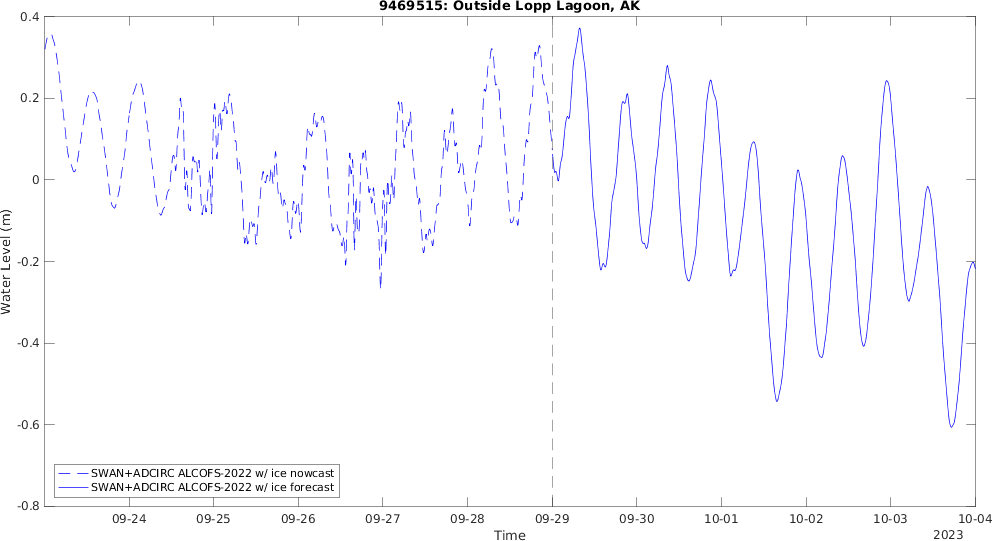 9469515: Outside Lopp Lagoon, AK
0.4
0.2
0
-0.2
-0.4
-0.6
-0.8
Water Level (m)
SWAN+ADCIRC ALCOFS-2022 w/ ice nowcast
SWAN+ADCIRC ALCOFS-2022 w/ ice forecast
09-24 09-25 09-26 09-27 09-28 09-29 09-30 10-01 10-02 10-03 10-04
Time
2023